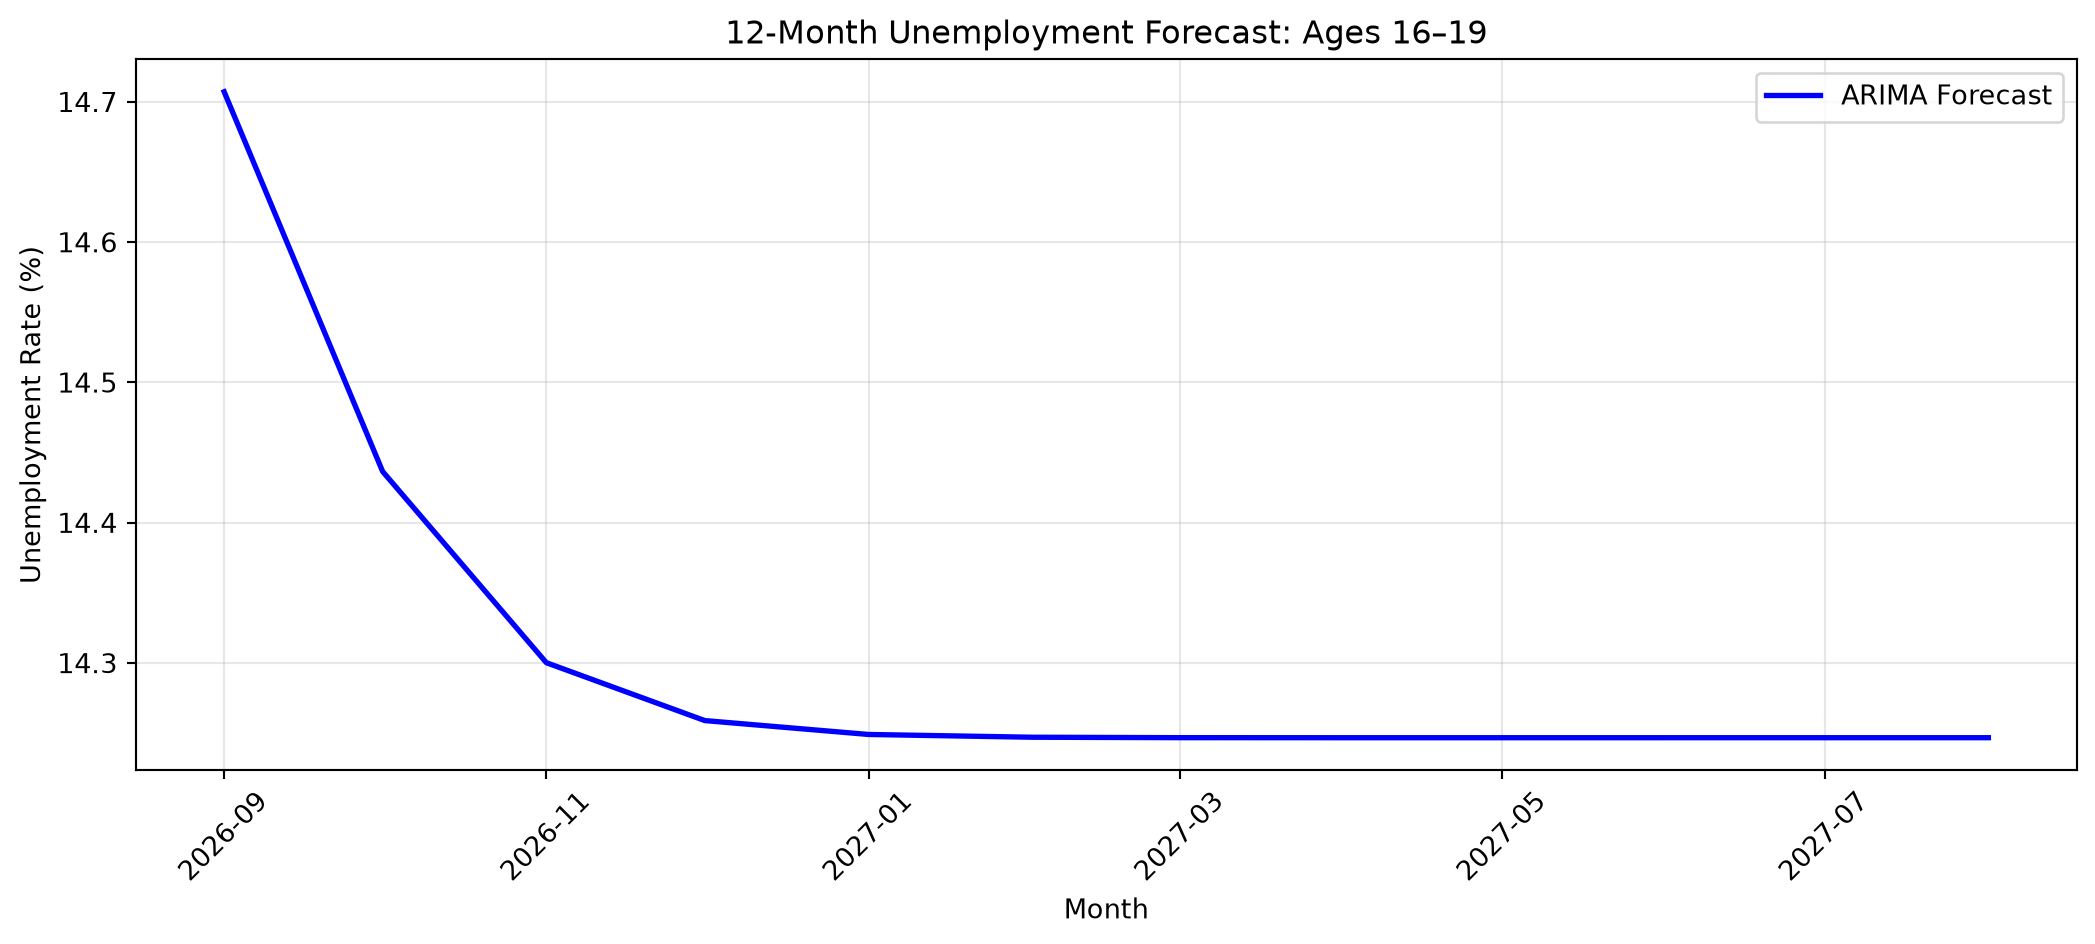 12-Month Unemployment Forecast: Ages 16–19
ARIMA Forecast
Unemployment Rate (%)
14.7
14.6
14.5
14.4
14.3
2026-09
2026-11
2027-01
2027-03
2027-05
2027-07
Month